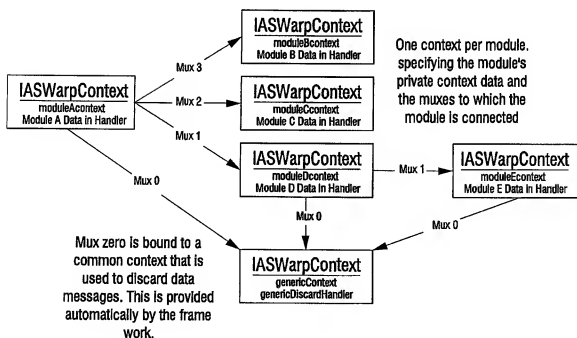 IASWarpContext
moduleBcontext
Module B Data in Handler
Mux 3
One context per module.
specifying the module's
private context data and
the muxes to which the
module is connected
IASWarpContext
moduleAcontext
Module A Data in Handler
Mux 2
IASWarpContext
moduleCcontext
Module C Data in Handler
Mux 1
IASWarpContext
moduleDcontext
Module D Data in Handler
Mux 1
IASWarpContext
moduleEcontext
Module E Data in Handler
Mux 0
Mux 0
Mux 0
Mux zero is bound to a
common context that is
used to discard data
messages. This is provided
automatically by the frame
work.
IASWarpContext
genericContext
genericDiscardHandler